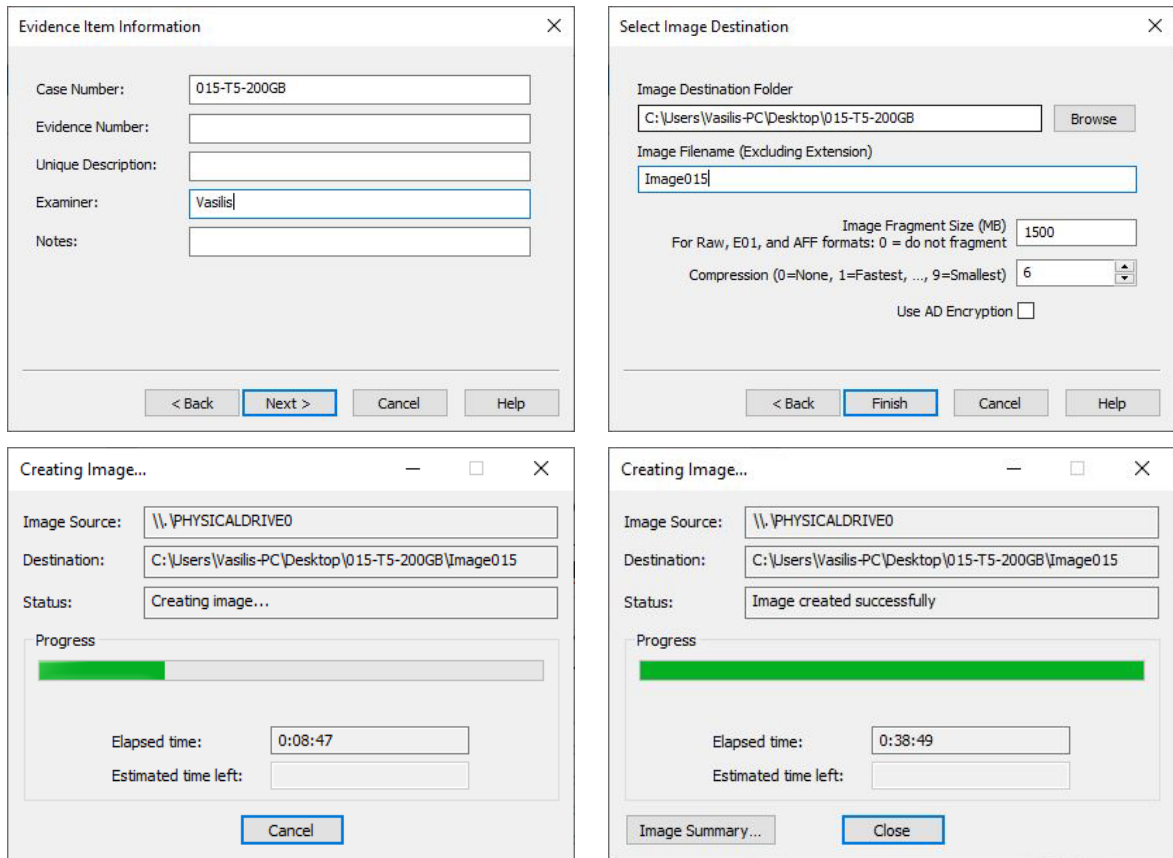 Evidence Item Information
Case Number: 015-T5-200GB
Evidence Number:
Unique Description:
Examiner: Vasilis
Notes:
< Back Next > Cancel Help
Select Image Destination
Image Destination Folder
C:\Users\Vasilis-PC\Desktop\015-T5-200GB Browse
Image Filename (Excluding Extension)
Image015
Image Fragment Size (MB) 1500
For Raw, E01, and AFF formats: 0 = do not fragment
Compression (0=None, 1=Fastest, ..., 9=Smallest) 6
Use AD Encryption
< Back Finish Cancel Help
Creating Image...
Image Source: \\.\PHYSICALDRIVE0
Destination: C:\Users\Vasilis-PC\Desktop\015-T5-200GB\Image015
Status: Creating image...
Progress
Elapsed time: 0:08:47
Estimated time left:
Cancel
Creating Image...
Image Source: \\.\PHYSICALDRIVE0
Destination: C:\Users\Vasilis-PC\Desktop\015-T5-200GB\Image015
Status: Image created successfully
Progress
Elapsed time: 0:38:49
Estimated time left:
Image Summary... Close